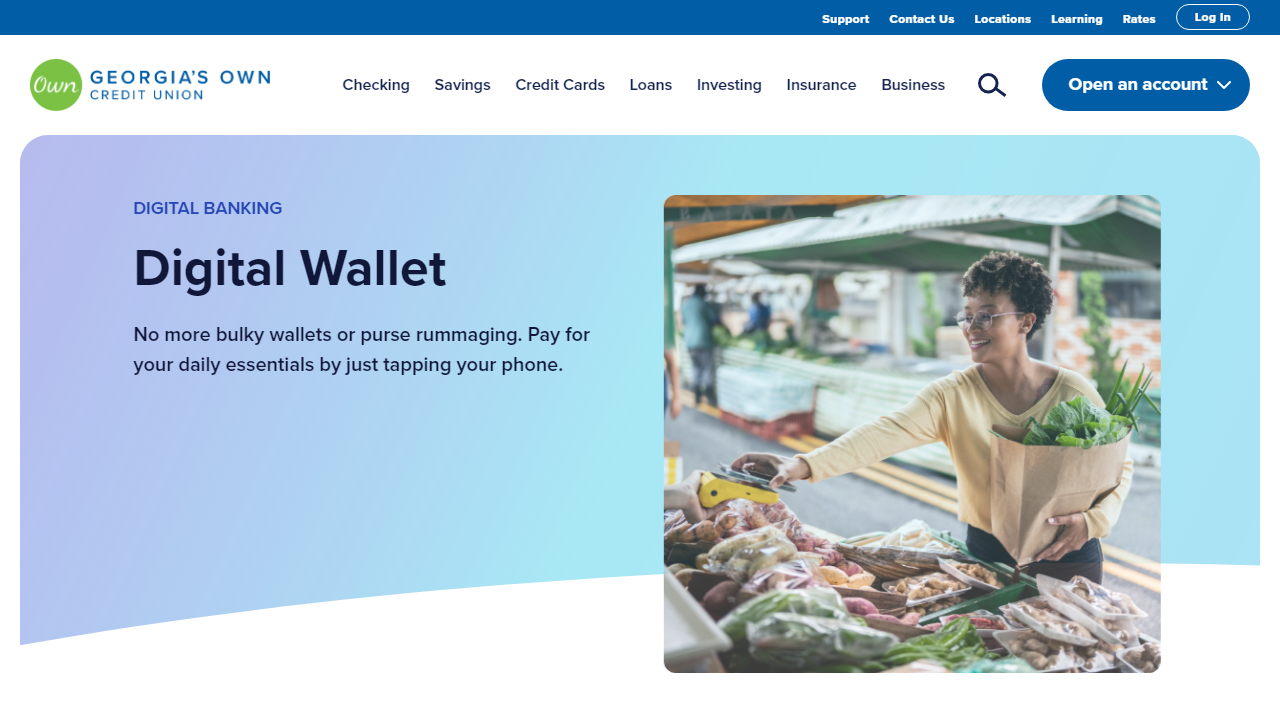 Support Contact Us Locations Learning Rates Log In
Own GEORGIA'S OWN
CREDIT UNION
Checking Savings Credit Cards Loans Investing Insurance Business Open an account
DIGITAL BANKING
Digital Wallet
No more bulky wallets or purse rummaging. Pay for
your daily essentials by just tapping your phone.